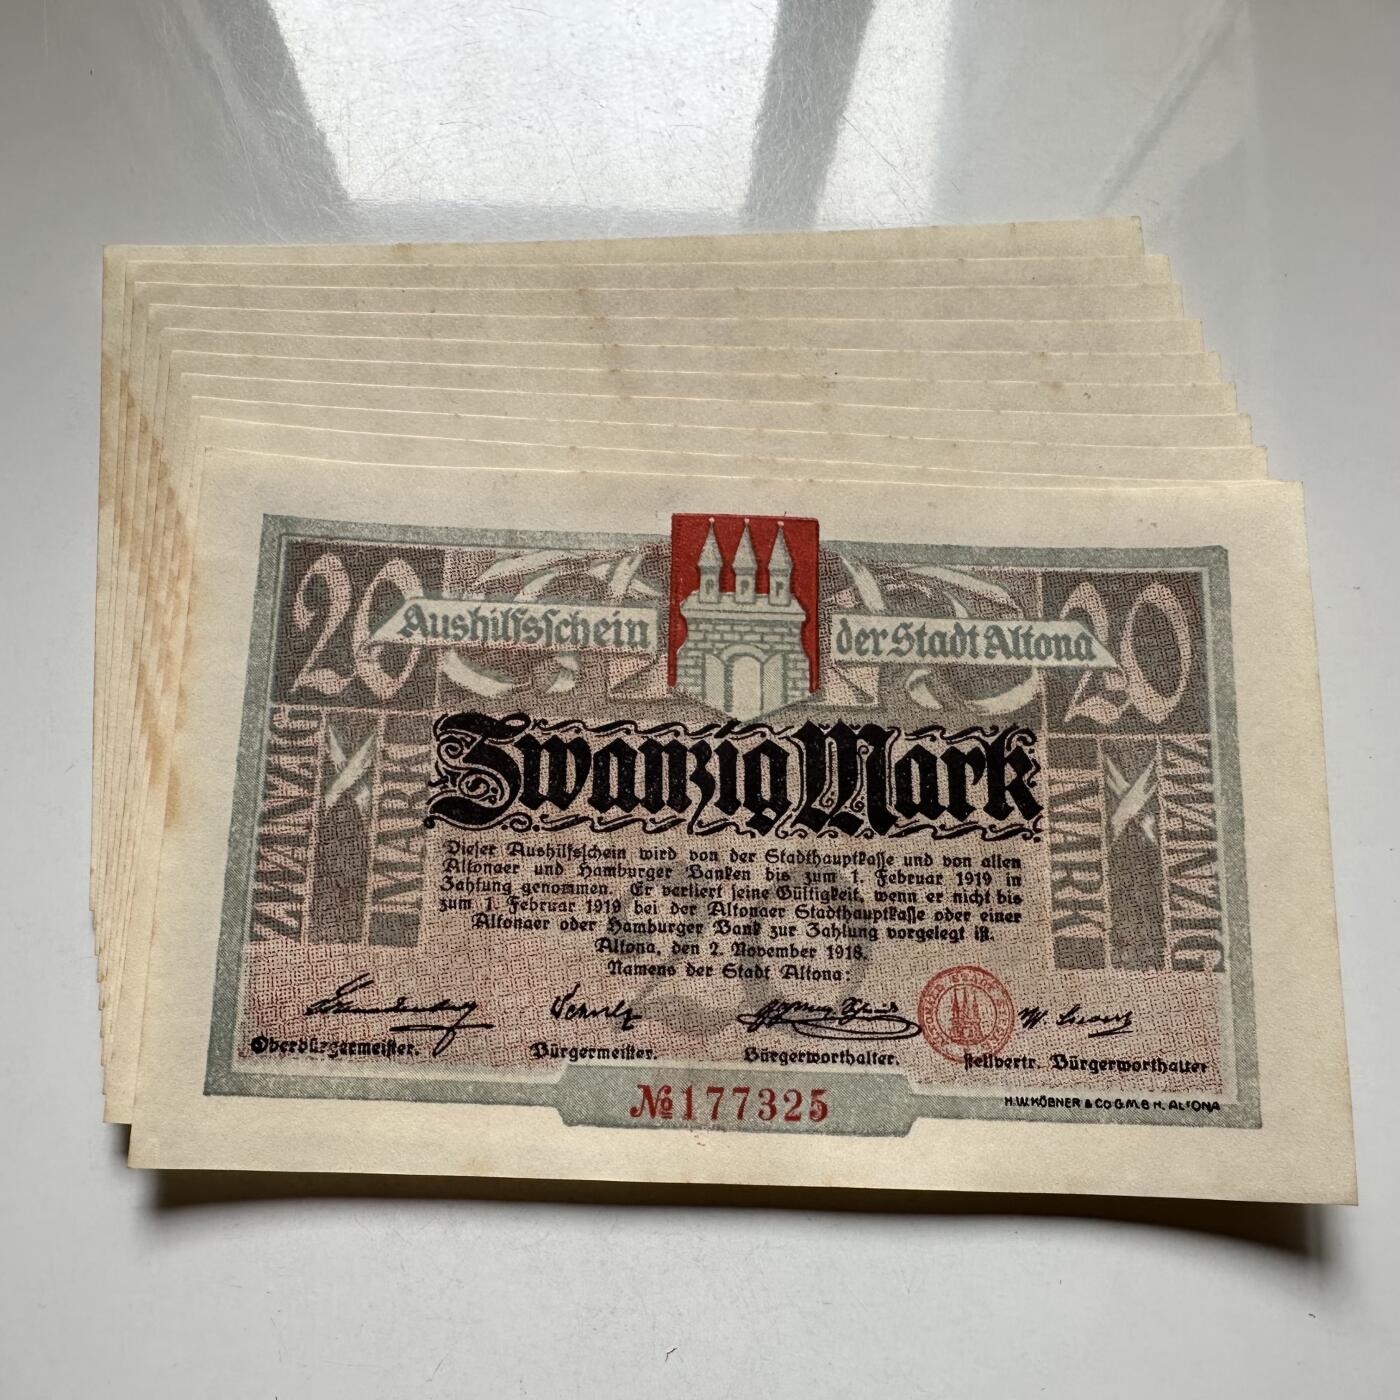 20
20
Aushilfsschein
der Stadt Altona
Zwanzig Mark
ZWANZIG
MARK
MARK
ZWANZIG
Dieser Aushilfsschein wird von der Stadthauptkasse und von allen
Altonaer und Hamburger Banken bis zum 1. Februar 1919 in
Zahlung genommen. Er verliert seine Gültigkeit, wenn er nicht bis
zum 1. Februar 1919 bei der Altonaer Stadthauptkasse oder einer
Altonaer oder Hamburger Bank zur Zahlung vorgelegt ist.
Altona, den 2. November 1918.
Namens der Stadt Altona:
Oberbürgermeister.
Bürgermeister.
Bürgerworthalter.
stellvertr. Bürgerworthalter
№ 177325
H.W. KÖBNER & CO G.M.B.H. ALTONA